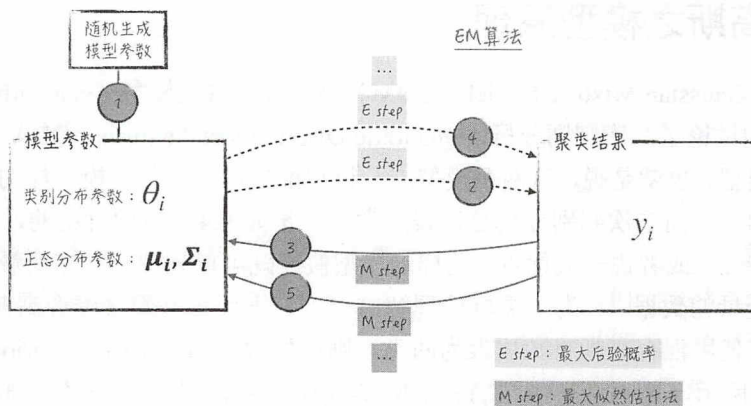 随机生成
模型参数
EM算法
1
...
E step
4
模型参数
E step
聚类结果
2
类别分布参数：θi
yi
3
正态分布参数：μi, Σi
M step
5
M step
...
E step：最大后验概率
M step：最大似然估计法